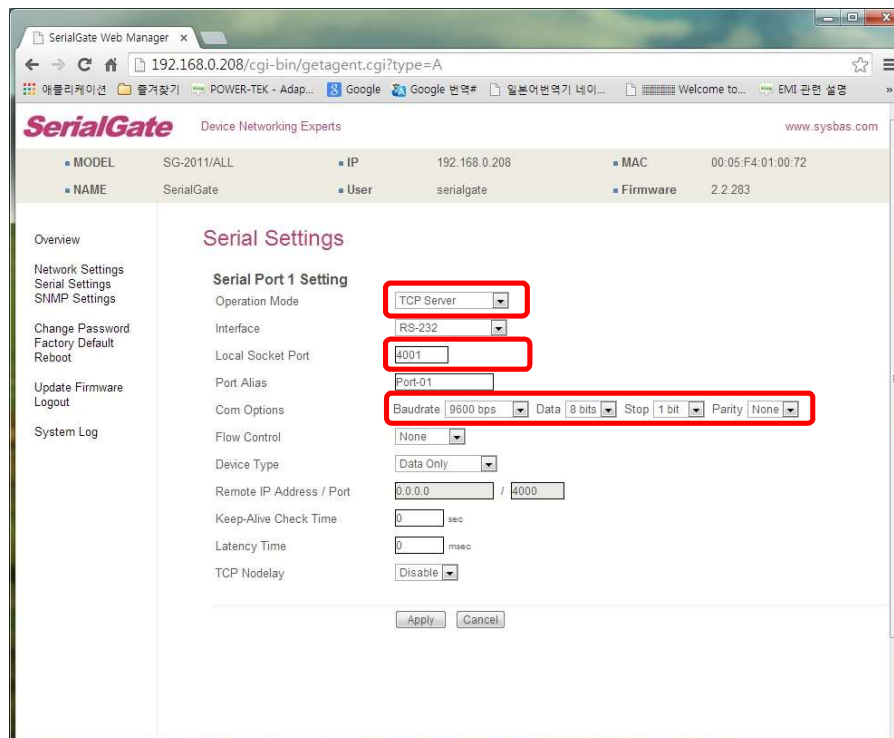 SerialGate Web Manager
192.168.0.208/cgi-bin/getagent.cgi?type=A
애플리케이션 즐겨찾기 POWER-TEK - Adap... Google Google 번역# 일본어번역기 네이... Welcome to... EMI 관련 설명 »
SerialGate Device Networking Experts www.sysbas.com
MODEL SG-2011/ALL IP 192.168.0.208 MAC 00:05:F4:01:00:72
NAME SerialGate User serialgate Firmware 2.2.283
Overview
Network Settings
Serial Settings
SNMP Settings
Change Password
Factory Default
Reboot
Update Firmware
Logout
System Log
Serial Settings
Serial Port 1 Setting
Operation Mode TCP Server
Interface RS-232
Local Socket Port 4001
Port Alias Port-01
Com Options Baudrate 9600 bps Data 8 bits Stop 1 bit Parity None
Flow Control None
Device Type Data Only
Remote IP Address / Port 0.0.0.0 / 4000
Keep-Alive Check Time 0 sec
Latency Time 0 msec
TCP Nodelay Disable
Apply Cancel